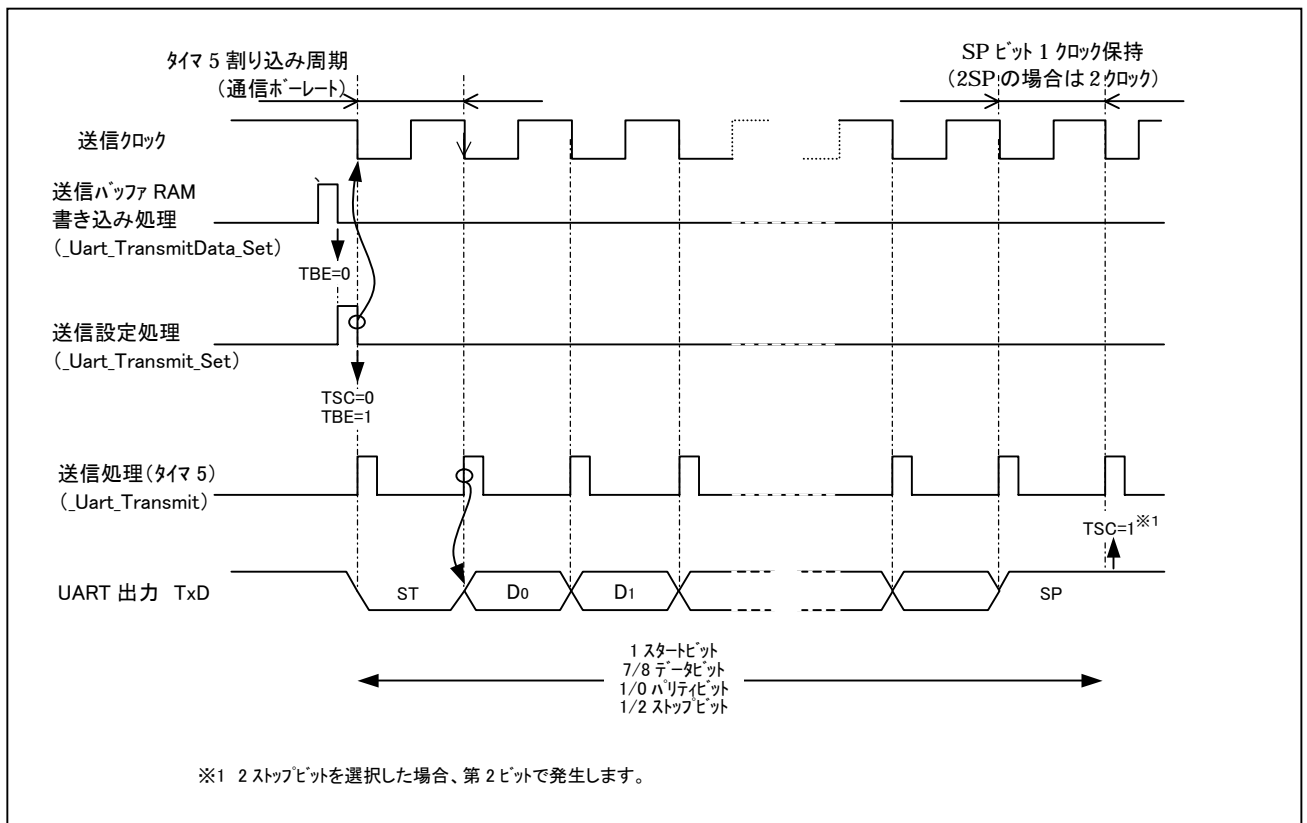 タイマ 5 割り込み周期
(通信ボーレート)
SP ビット 1 クロック保持
(2SP の場合は 2 クロック)
送信クロック
送信バッファ RAM
書き込み処理
(_Uart_TransmitData_Set)
TBE=0
送信設定処理
(_Uart_Transmit_Set)
TSC=0
TBE=1
送信処理(タイマ 5)
(_Uart_Transmit)
TSC=1※1
UART 出力 TxD
ST D0 D1 SP
1 スタートビット
7/8 データビット
1/0 パリティビット
1/2 ストップビット
※1 2 ストップビットを選択した場合、第 2 ビットで発生します。